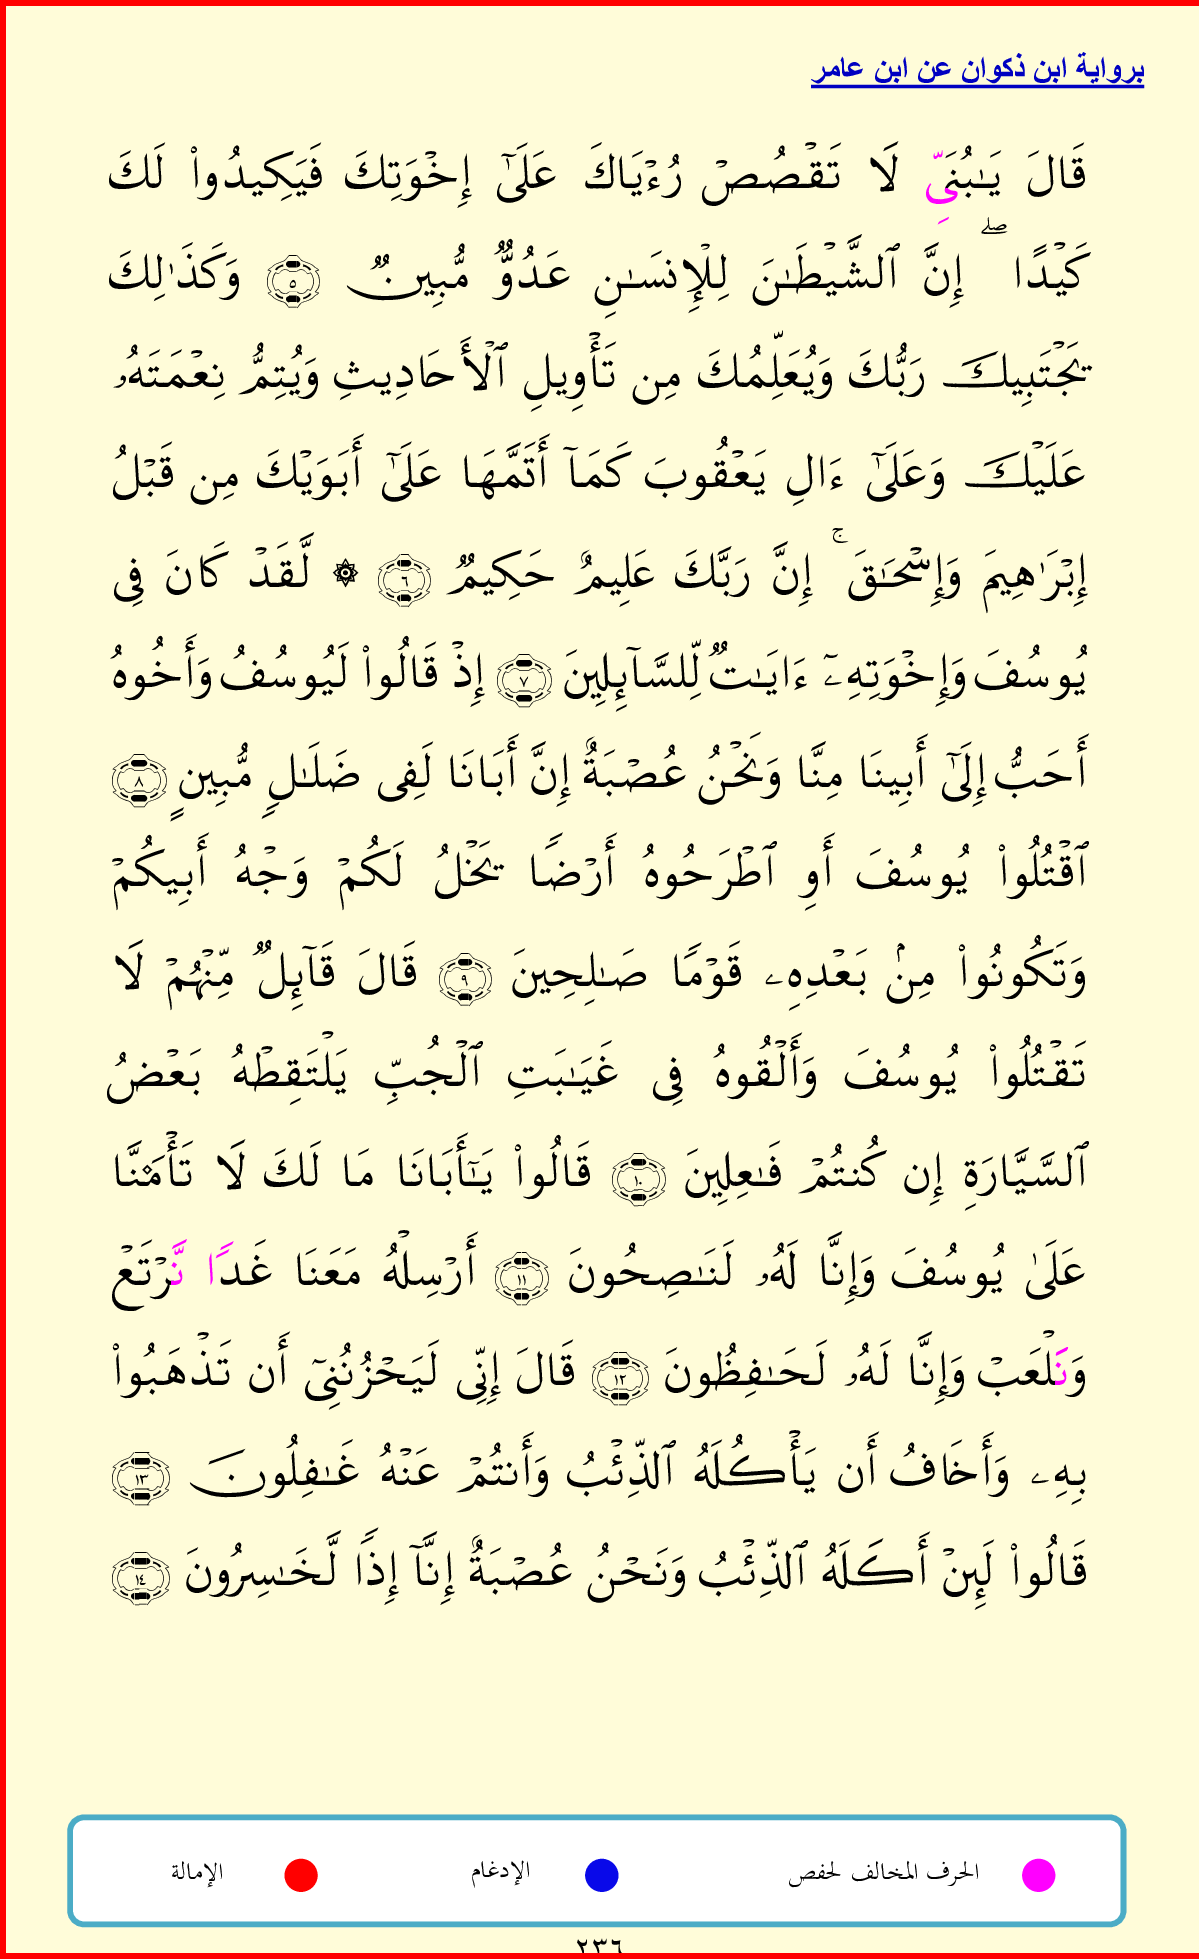 برواية ابن ذكوان عن ابن عامر
قَالَ يَـٰبُنَىِّ لَا تَقْصُصْ رُءْيَاكَ عَلَىٰٓ إِخْوَتِكَ فَيَكِيدُوا۟ لَكَ
كَيْدًا ۖ إِنَّ ٱلشَّيْطَـٰنَ لِلْإِنسَـٰنِ عَدُوٌّ مُّبِينٌ ٥ وَكَذَٰلِكَ
يَجْتَبِيكَ رَبُّكَ وَيُعَلِّمُكَ مِن تَأْوِيلِ ٱلْأَحَادِيثِ وَيُتِمُّ نِعْمَتَهُۥ
عَلَيْكَ وَعَلَىٰٓ ءَالِ يَعْقُوبَ كَمَآ أَتَمَّهَا عَلَىٰٓ أَبَوَيْكَ مِن قَبْلُ
إِبْرَٰهِيمَ وَإِسْحَـٰقَ ۚ إِنَّ رَبَّكَ عَلِيمٌ حَكِيمٌ ٦ ۞ لَّقَدْ كَانَ فِى
يُوسُفَ وَإِخْوَتِهِۦٓ ءَايَـٰتٌ لِّلسَّآئِلِينَ ٧ إِذْ قَالُوا۟ لَيُوسُفُ وَأَخُوهُ
أَحَبُّ إِلَىٰٓ أَبِينَا مِنَّا وَنَحْنُ عُصْبَةٌ إِنَّ أَبَانَا لَفِى ضَلَـٰلٍ مُّبِينٍ ٨
ٱقْتُلُوا۟ يُوسُفَ أَوِ ٱطْرَحُوهُ أَرْضًا يَخْلُ لَكُمْ وَجْهُ أَبِيكُمْ
وَتَكُونُوا۟ مِنۢ بَعْدِهِۦ قَوْمًا صَـٰلِحِينَ ٩ قَالَ قَآئِلٌ مِّنْهُمْ لَا
تَقْتُلُوا۟ يُوسُفَ وَأَلْقُوهُ فِى غَيَـٰبَتِ ٱلْجُبِّ يَلْتَقِطْهُ بَعْضُ
ٱلسَّيَّارَةِ إِن كُنتُمْ فَـٰعِلِينَ ١٠ قَالُوا۟ يَـٰٓأَبَانَا مَا لَكَ لَا تَأْمَ۫نَّا
عَلَىٰ يُوسُفَ وَإِنَّا لَهُۥ لَنَـٰصِحُونَ ١١ أَرْسِلْهُ مَعَنَا غَدًا نَّرْتَعْ
وَنَلْعَبْ وَإِنَّا لَهُۥ لَحَـٰفِظُونَ ١٢ قَالَ إِنِّى لَيَحْزُنُنِىٓ أَن تَذْهَبُوا۟
بِهِۦ وَأَخَافُ أَن يَأْكُلَهُ ٱلذِّئْبُ وَأَنتُمْ عَنْهُ غَـٰفِلُونَ ١٣
قَالُوا۟ لَئِنْ أَكَلَهُ ٱلذِّئْبُ وَنَحْنُ عُصْبَةٌ إِنَّآ إِذًا لَّخَـٰسِرُونَ ١٤
الحرف المخالف لحفص الإدغام الإمالة
٢٣٦